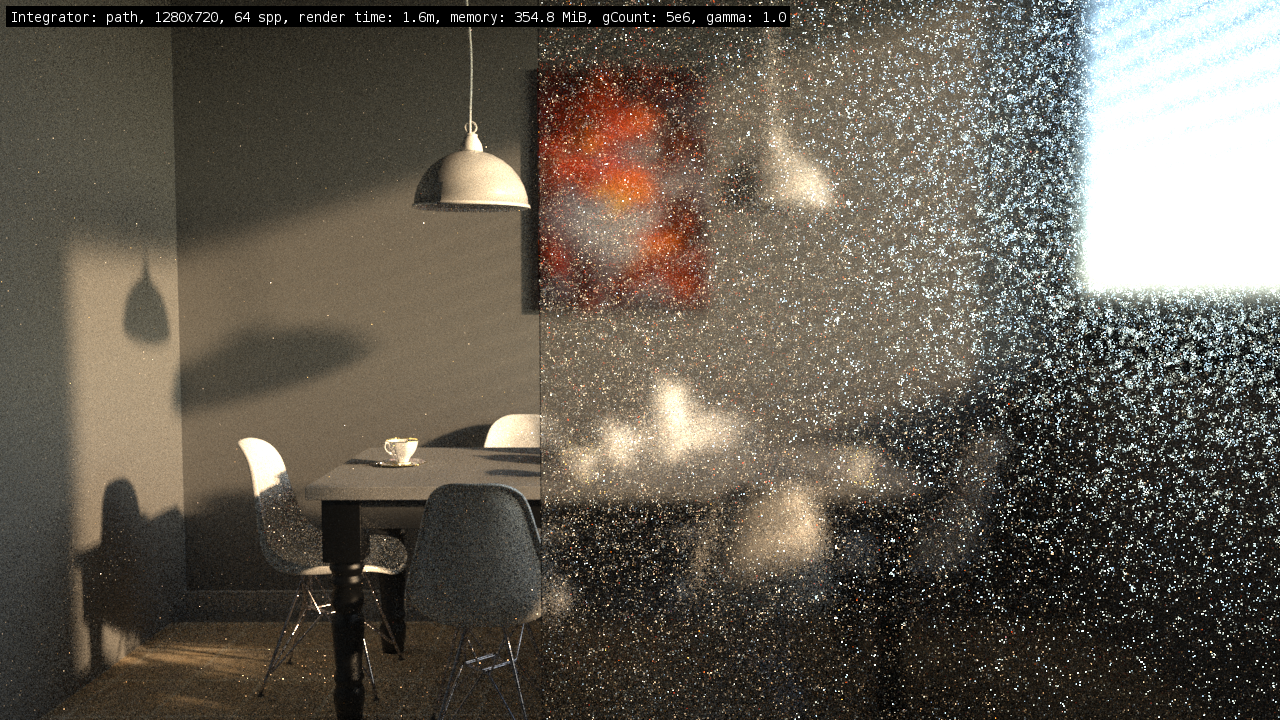 Integrator: path, 1280x720, 64 spp, render time: 1.6m, memory: 354.8 MiB, gCount: 5e6, gamma: 1.0